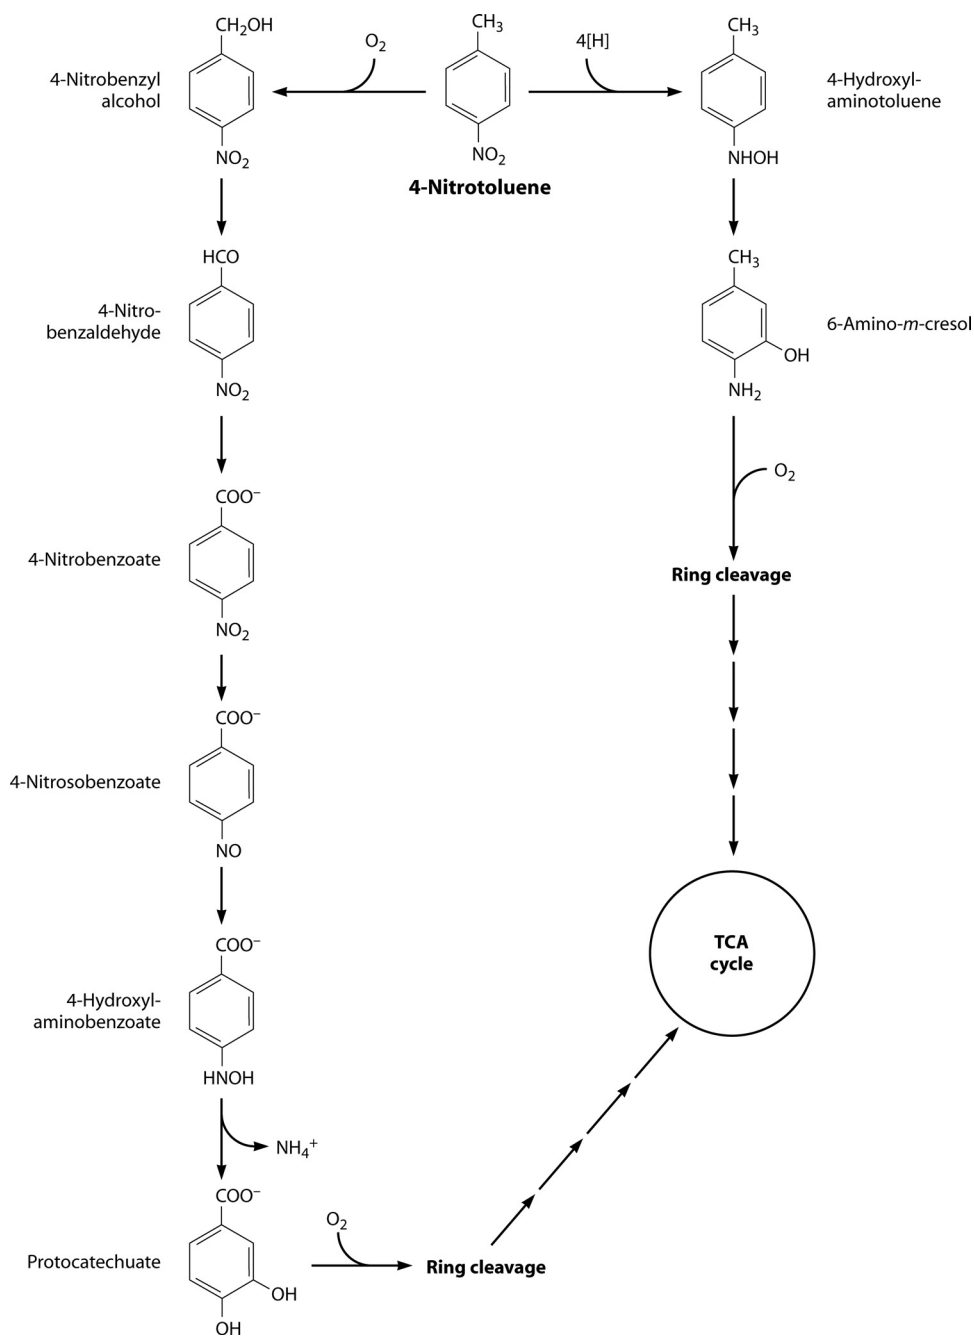 CH₂OH
O₂
CH₃
4[H]
CH₃
4-Nitrobenzyl
alcohol
4-Hydroxyl-
aminotoluene
NO₂
NO₂
NHOH
4-Nitrotoluene
HCO
CH₃
4-Nitro-
benzaldehyde
6-Amino-m-cresol
OH
NO₂
NH₂
O₂
COO⁻
4-Nitrobenzoate
Ring cleavage
NO₂
COO⁻
4-Nitrosobenzoate
NO
TCA
cycle
COO⁻
4-Hydroxyl-
aminobenzoate
HNOH
NH₄⁺
COO⁻
O₂
Protocatechuate
Ring cleavage
OH
OH